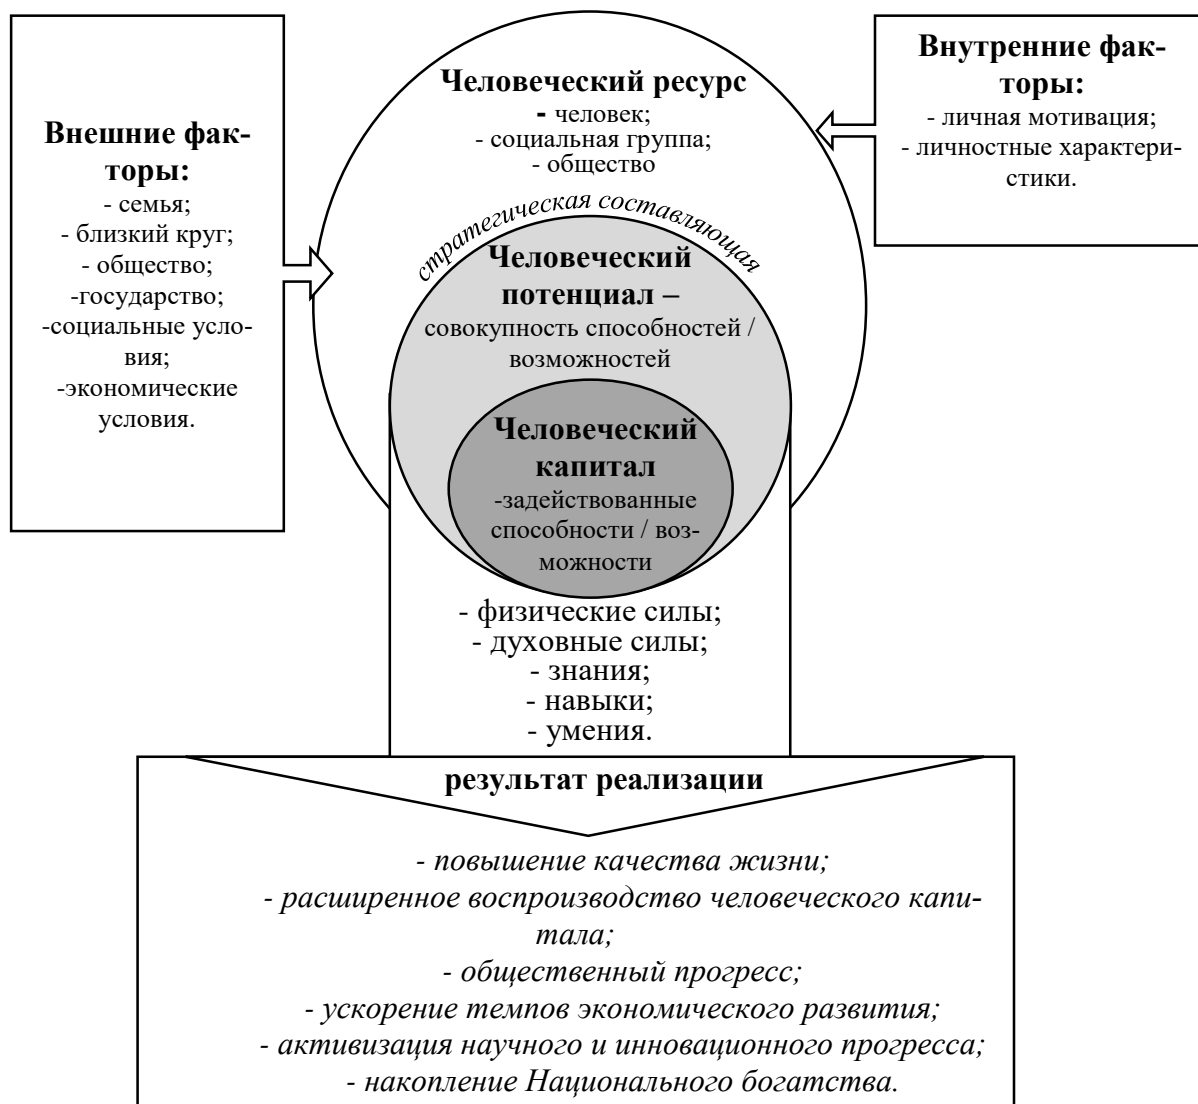 Внешние фак-
торы:
- семья;
- близкий круг;
- общество;
-государство;
-социальные усло-
вия;
-экономические
условия.
Человеческий ресурс
- человек;
- социальная группа;
- общество
Внутренние фак-
торы:
- личная мотивация;
- личностные характери-
стики.
стратегическая составляющая
Человеческий
потенциал –
совокупность способностей /
возможностей
Человеческий
капитал
-задействованные
способности / воз-
можности
- физические силы;
- духовные силы;
- знания;
- навыки;
- умения.
результат реализации
- повышение качества жизни;
- расширенное воспроизводство человеческого капи-
тала;
- общественный прогресс;
- ускорение темпов экономического развития;
- активизация научного и инновационного прогресса;
- накопление Национального богатства.